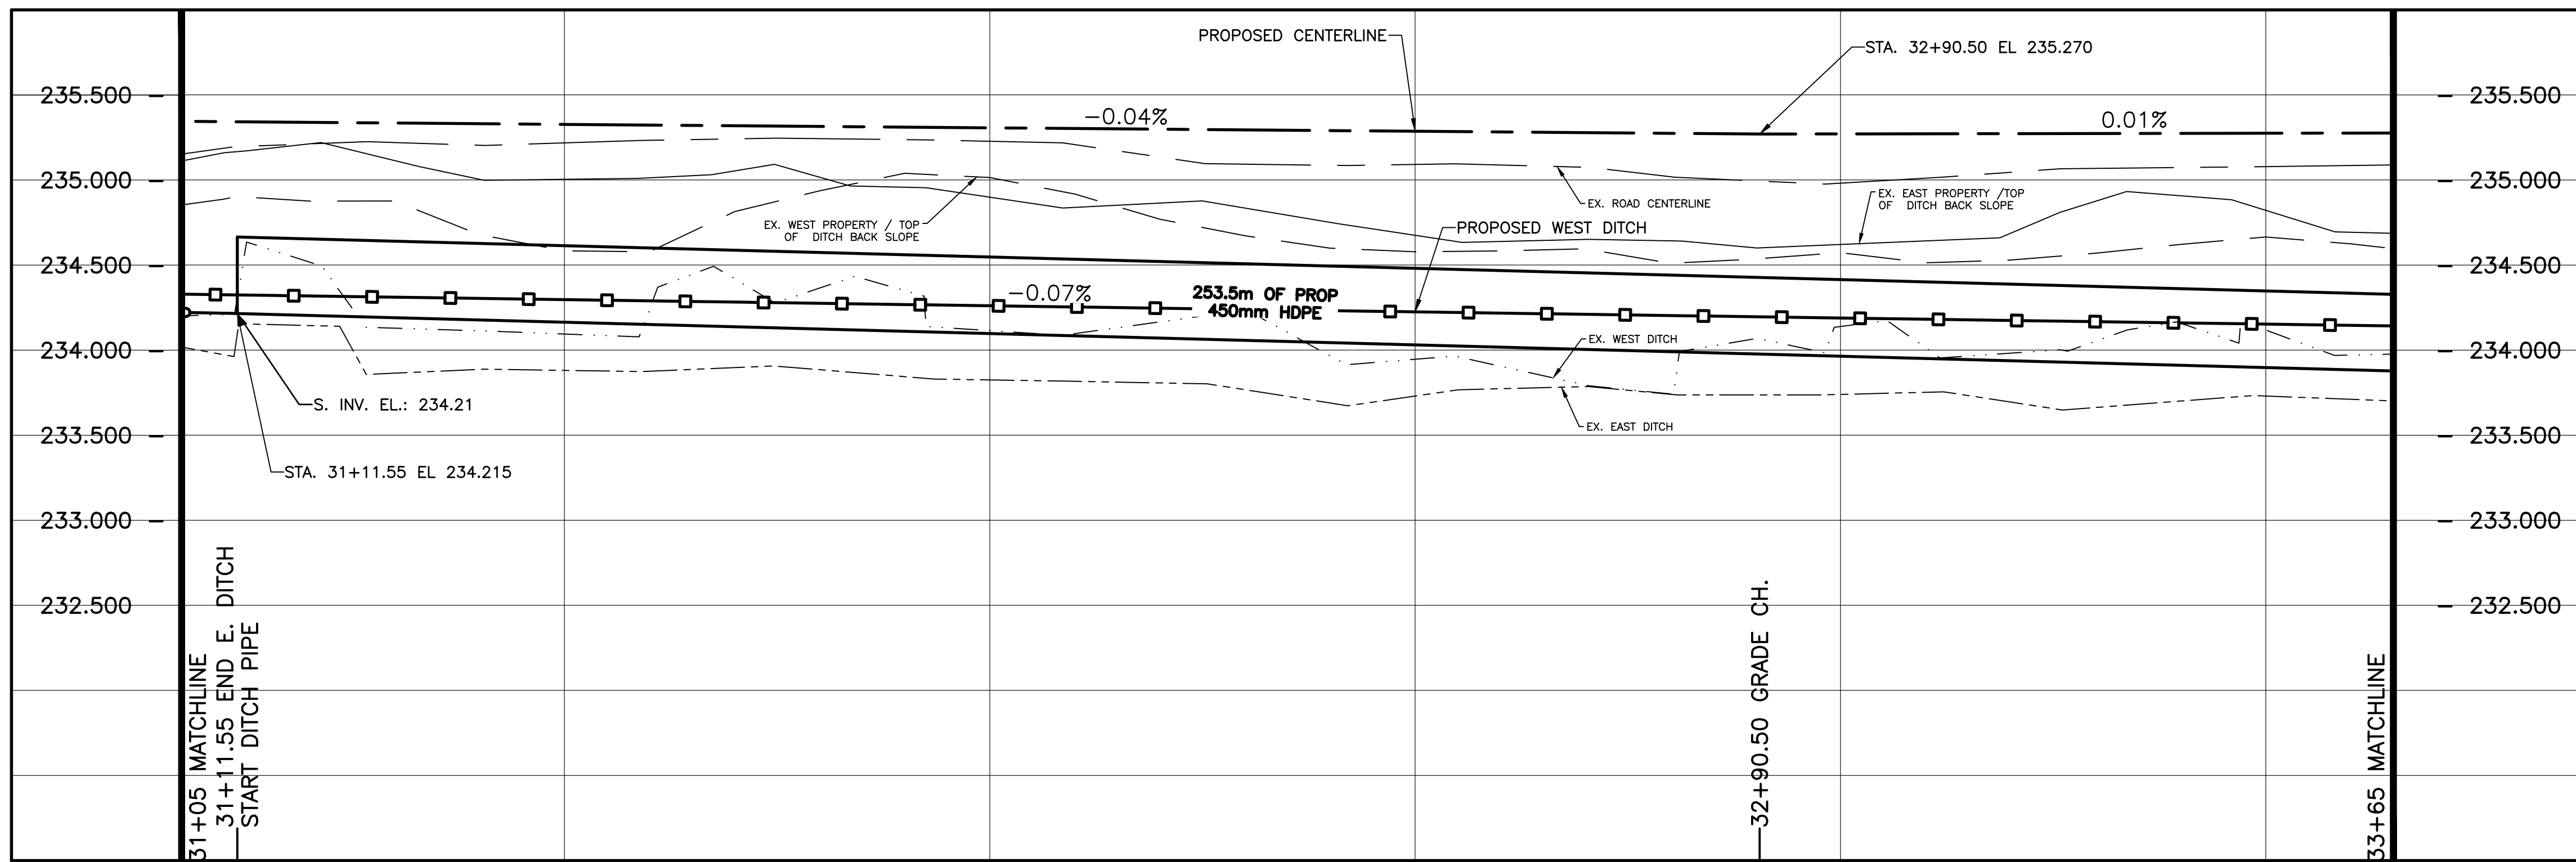 PROPOSED CENTERLINE
STA. 32+90.50 EL 235.270
235.500
235.500
-0.04%
0.01%
235.000
235.000
EX. WEST PROPERTY / TOP
OF DITCH BACK SLOPE
EX. ROAD CENTERLINE
EX. EAST PROPERTY /TOP
OF DITCH BACK SLOPE
PROPOSED WEST DITCH
234.500
234.500
-0.07%
253.5m OF PROP
450mm HDPE
234.000
234.000
EX. WEST DITCH
S. INV. EL.: 234.21
EX. EAST DITCH
233.500
233.500
STA. 31+11.55 EL 234.215
233.000
233.000
232.500
232.500
31+05 MATCHLINE
31+11.55 END E. DITCH
START DITCH PIPE
32+90.50 GRADE CH.
33+65 MATCHLINE